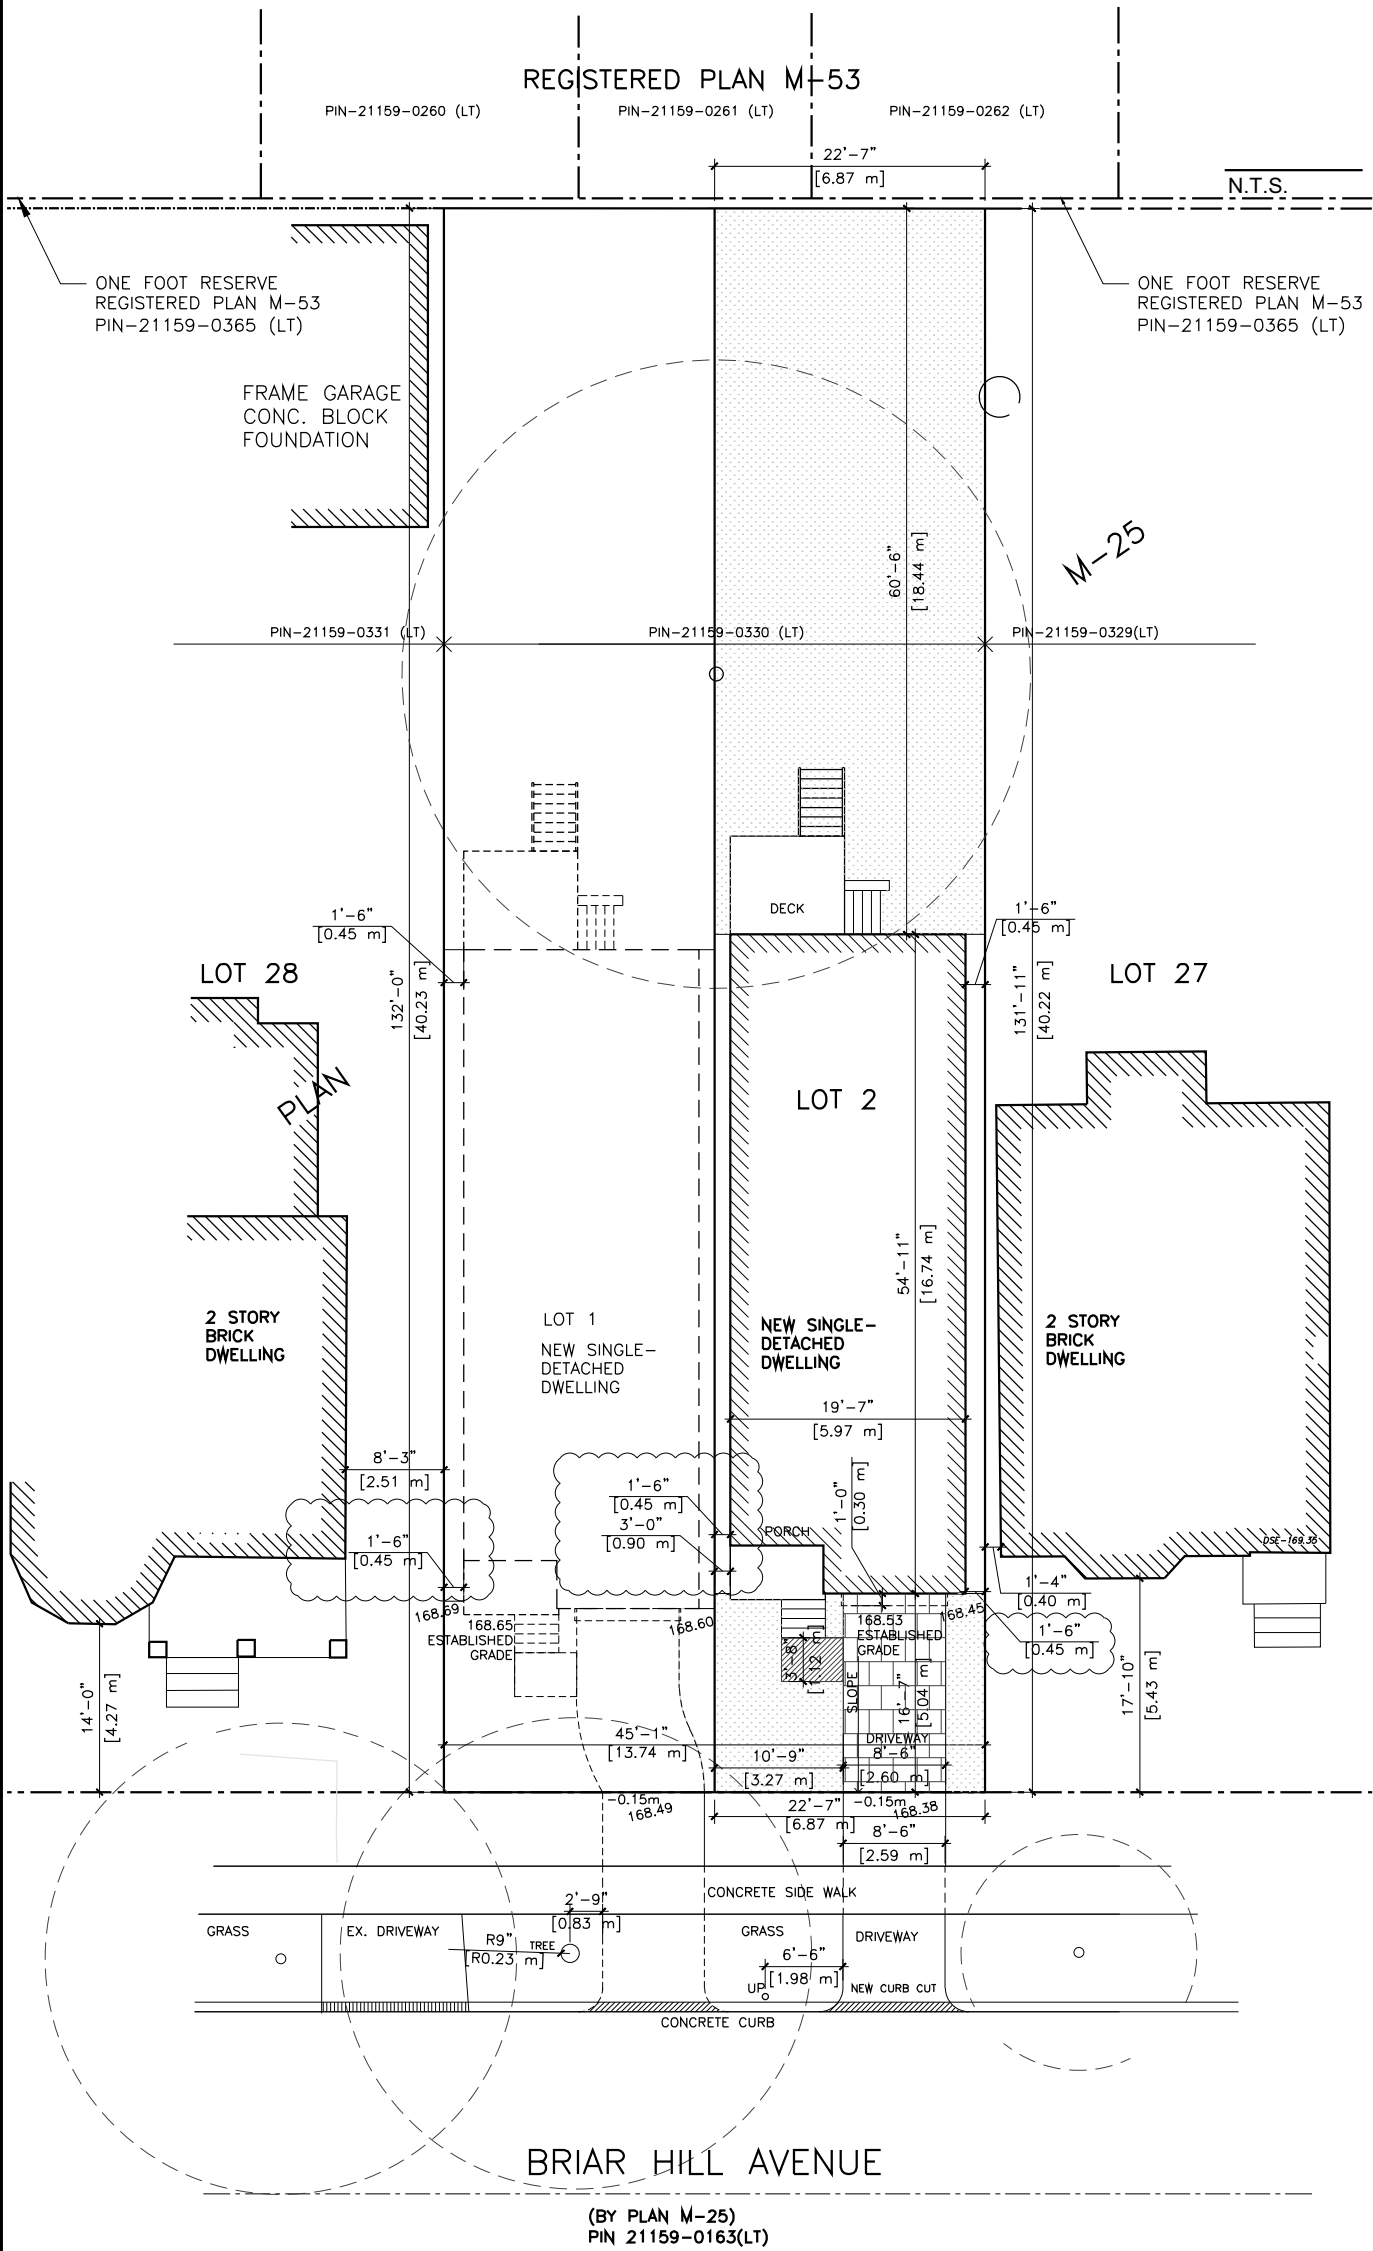 REGISTERED PLAN M-53
PIN-21159-0260 (LT)
PIN-21159-0261 (LT)
PIN-21159-0262 (LT)
22'-7"
[6.87 m]
N.T.S.
ONE FOOT RESERVE
REGISTERED PLAN M-53
PIN-21159-0365 (LT)
ONE FOOT RESERVE
REGISTERED PLAN M-53
PIN-21159-0365 (LT)
FRAME GARAGE
CONC. BLOCK
FOUNDATION
60'-6"
[18.44 m]
M-25
PIN-21159-0331 (LT)
PIN-21159-0330 (LT)
PIN-21159-0329(LT)
DECK
1'-6"
[0.45 m]
1'-6"
[0.45 m]
LOT 28
132'-0"
[40.23 m]
131'-11"
[40.22 m]
LOT 27
PLAN
LOT 2
54'-11"
[16.74 m]
2 STORY
BRICK
DWELLING
LOT 1
NEW SINGLE-
DETACHED
DWELLING
NEW SINGLE-
DETACHED
DWELLING
2 STORY
BRICK
DWELLING
19'-7"
[5.97 m]
8'-3"
[2.51 m]
1'-6"
[0.45 m]
3'-0"
[0.90 m]
1'-0"
[0.30 m]
PORCH
1'-6"
[0.45 m]
DSE-169.35
1'-4"
[0.40 m]
1'-6"
[0.45 m]
168.69
168.65
ESTABLISHED
GRADE
168.60
168.53
ESTABLISHED
GRADE
168.45
3'-8"
[1.12 m]
SLOPE
16'-7"
[5.04 m]
14'-0"
[4.27 m]
17'-10"
[5.43 m]
45'-1"
[13.74 m]
DRIVEWAY
10'-9"
[3.27 m]
8'-6"
[2.60 m]
-0.15m
168.49
22'-7"
[6.87 m]
-0.15m
168.38
8'-6"
[2.59 m]
CONCRETE SIDE WALK
2'-9"
[0.83 m]
GRASS
EX. DRIVEWAY
R9"
[R0.23 m]
TREE
GRASS
DRIVEWAY
6'-6"
[1.98 m]
UP
NEW CURB CUT
CONCRETE CURB
BRIAR HILL AVENUE
(BY PLAN M-25)
PIN 21159-0163(LT)